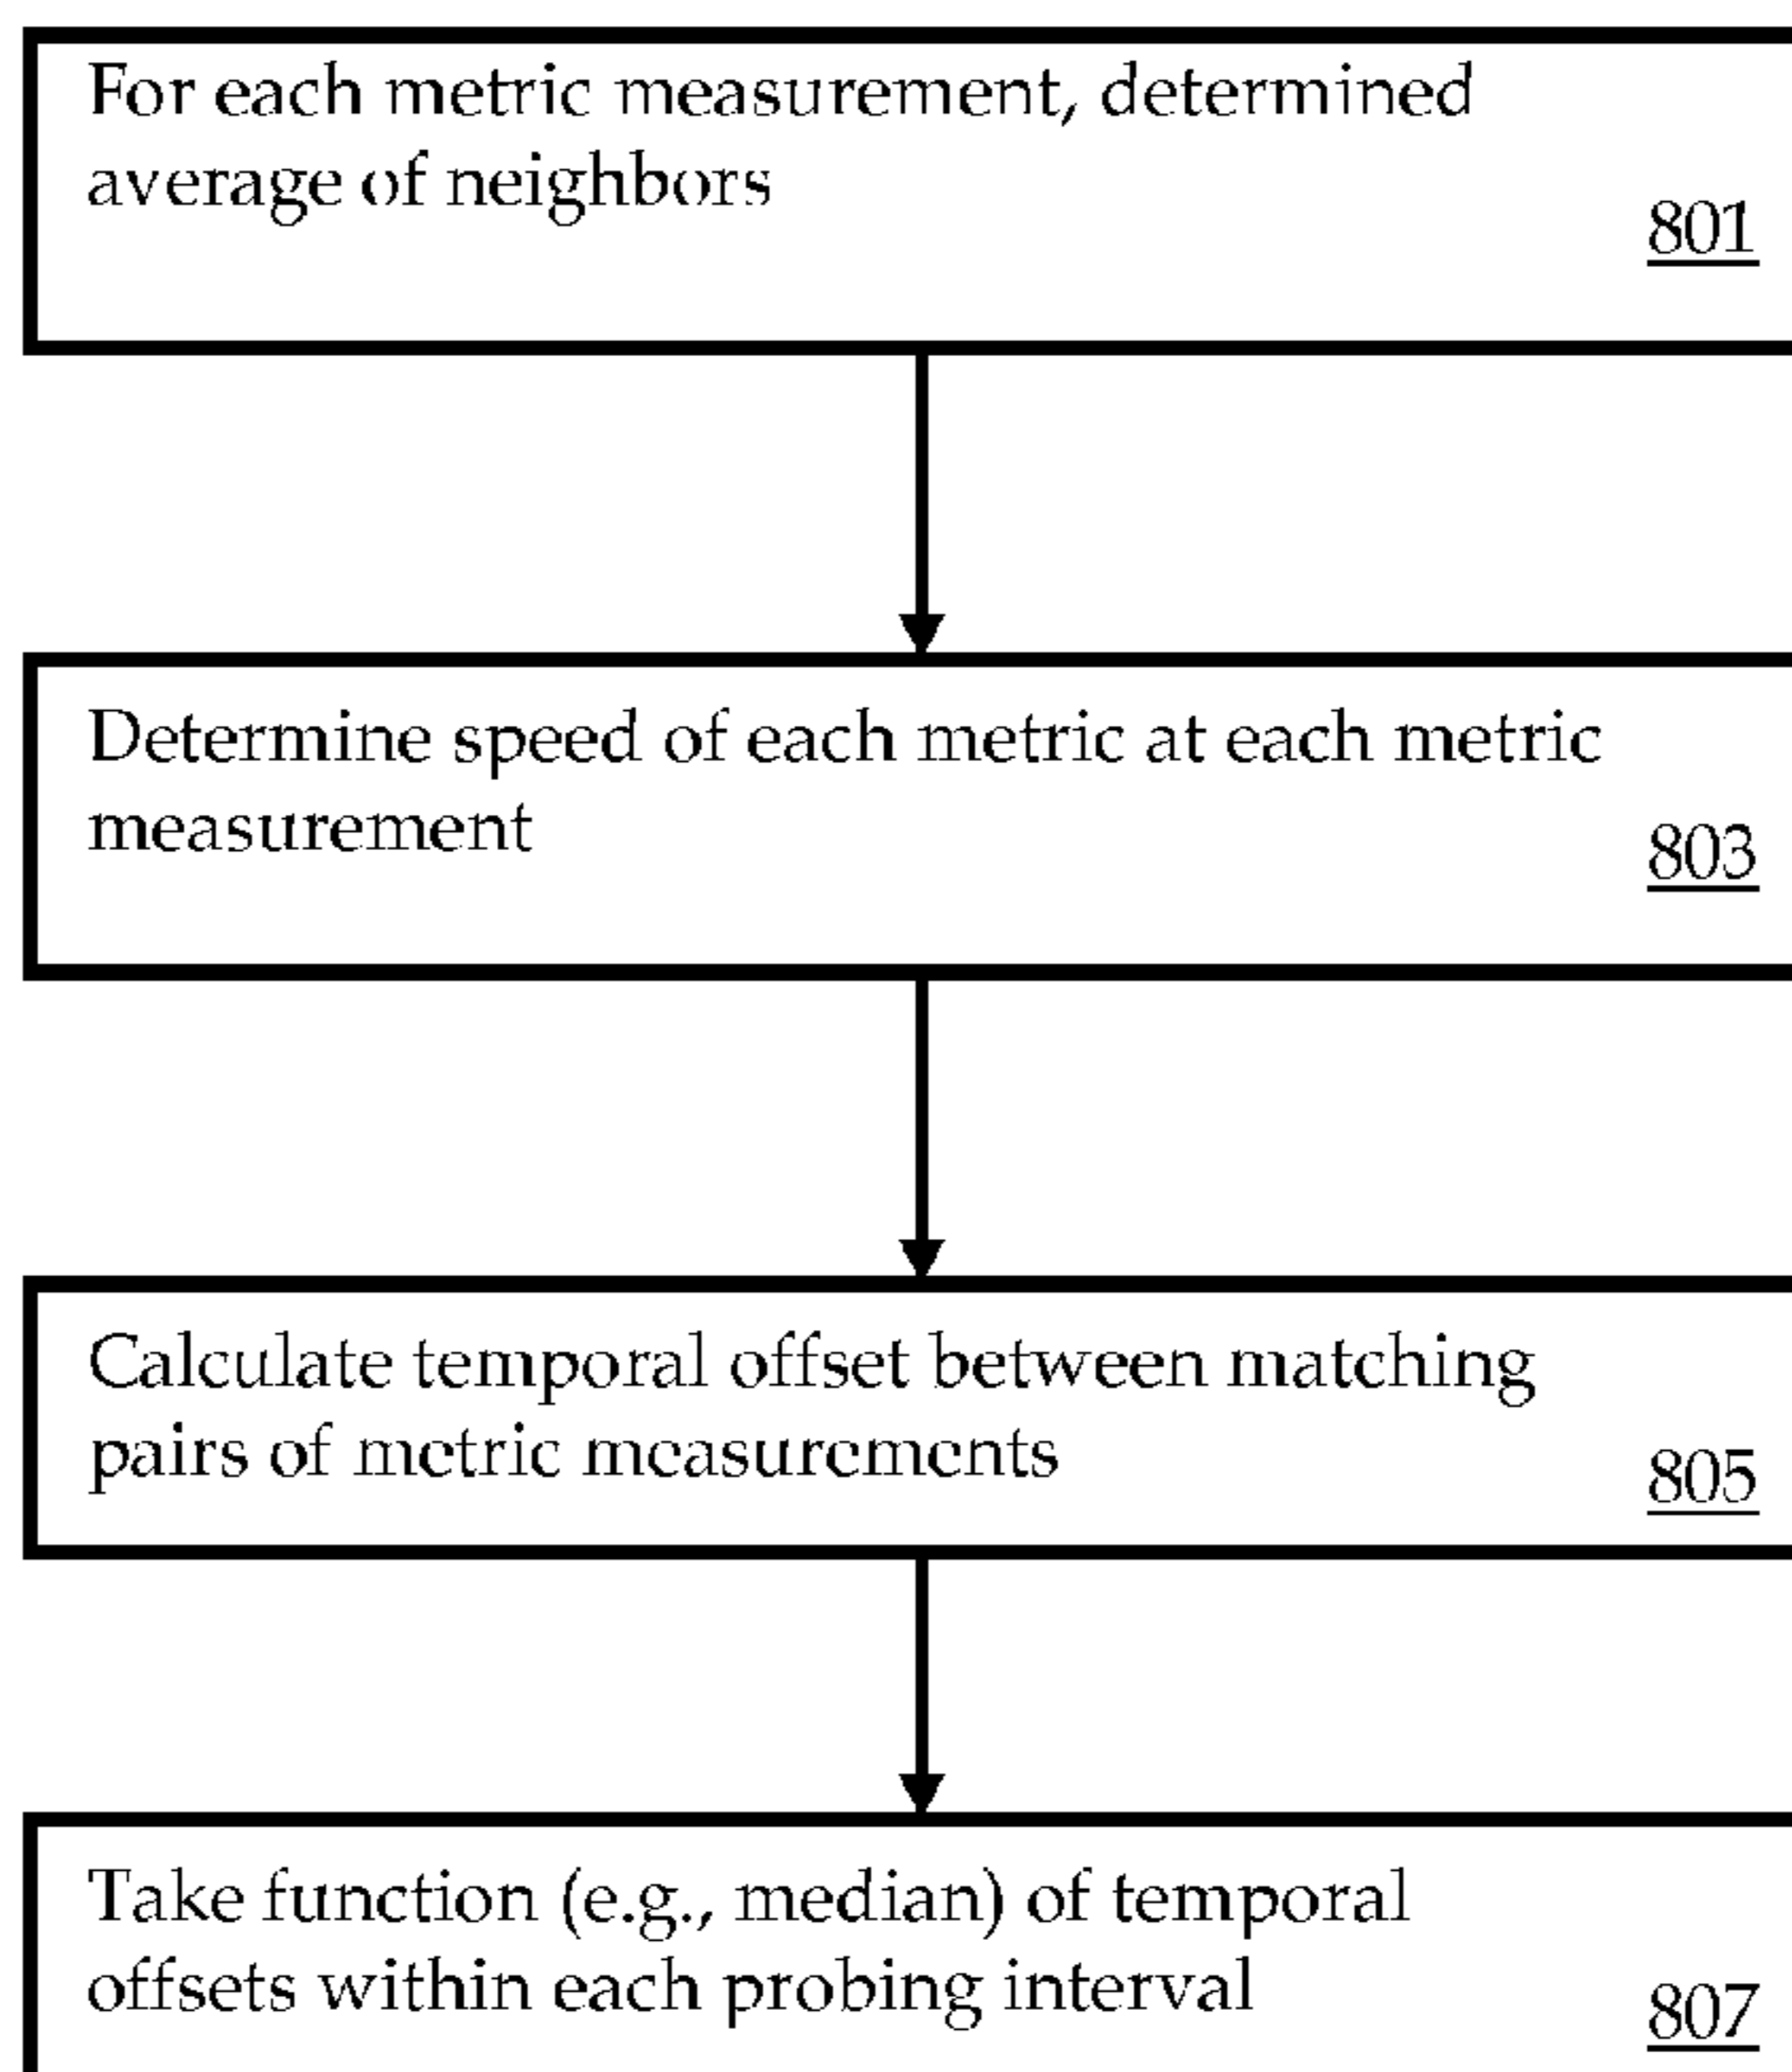 For each metric measurement, determined
average of neighbors
801
Determine speed of each metric at each metric
measurement
803
Calculate temporal offset between matching
pairs of metric measurements
805
Take function (e.g., median) of temporal
offsets within each probing interval
807